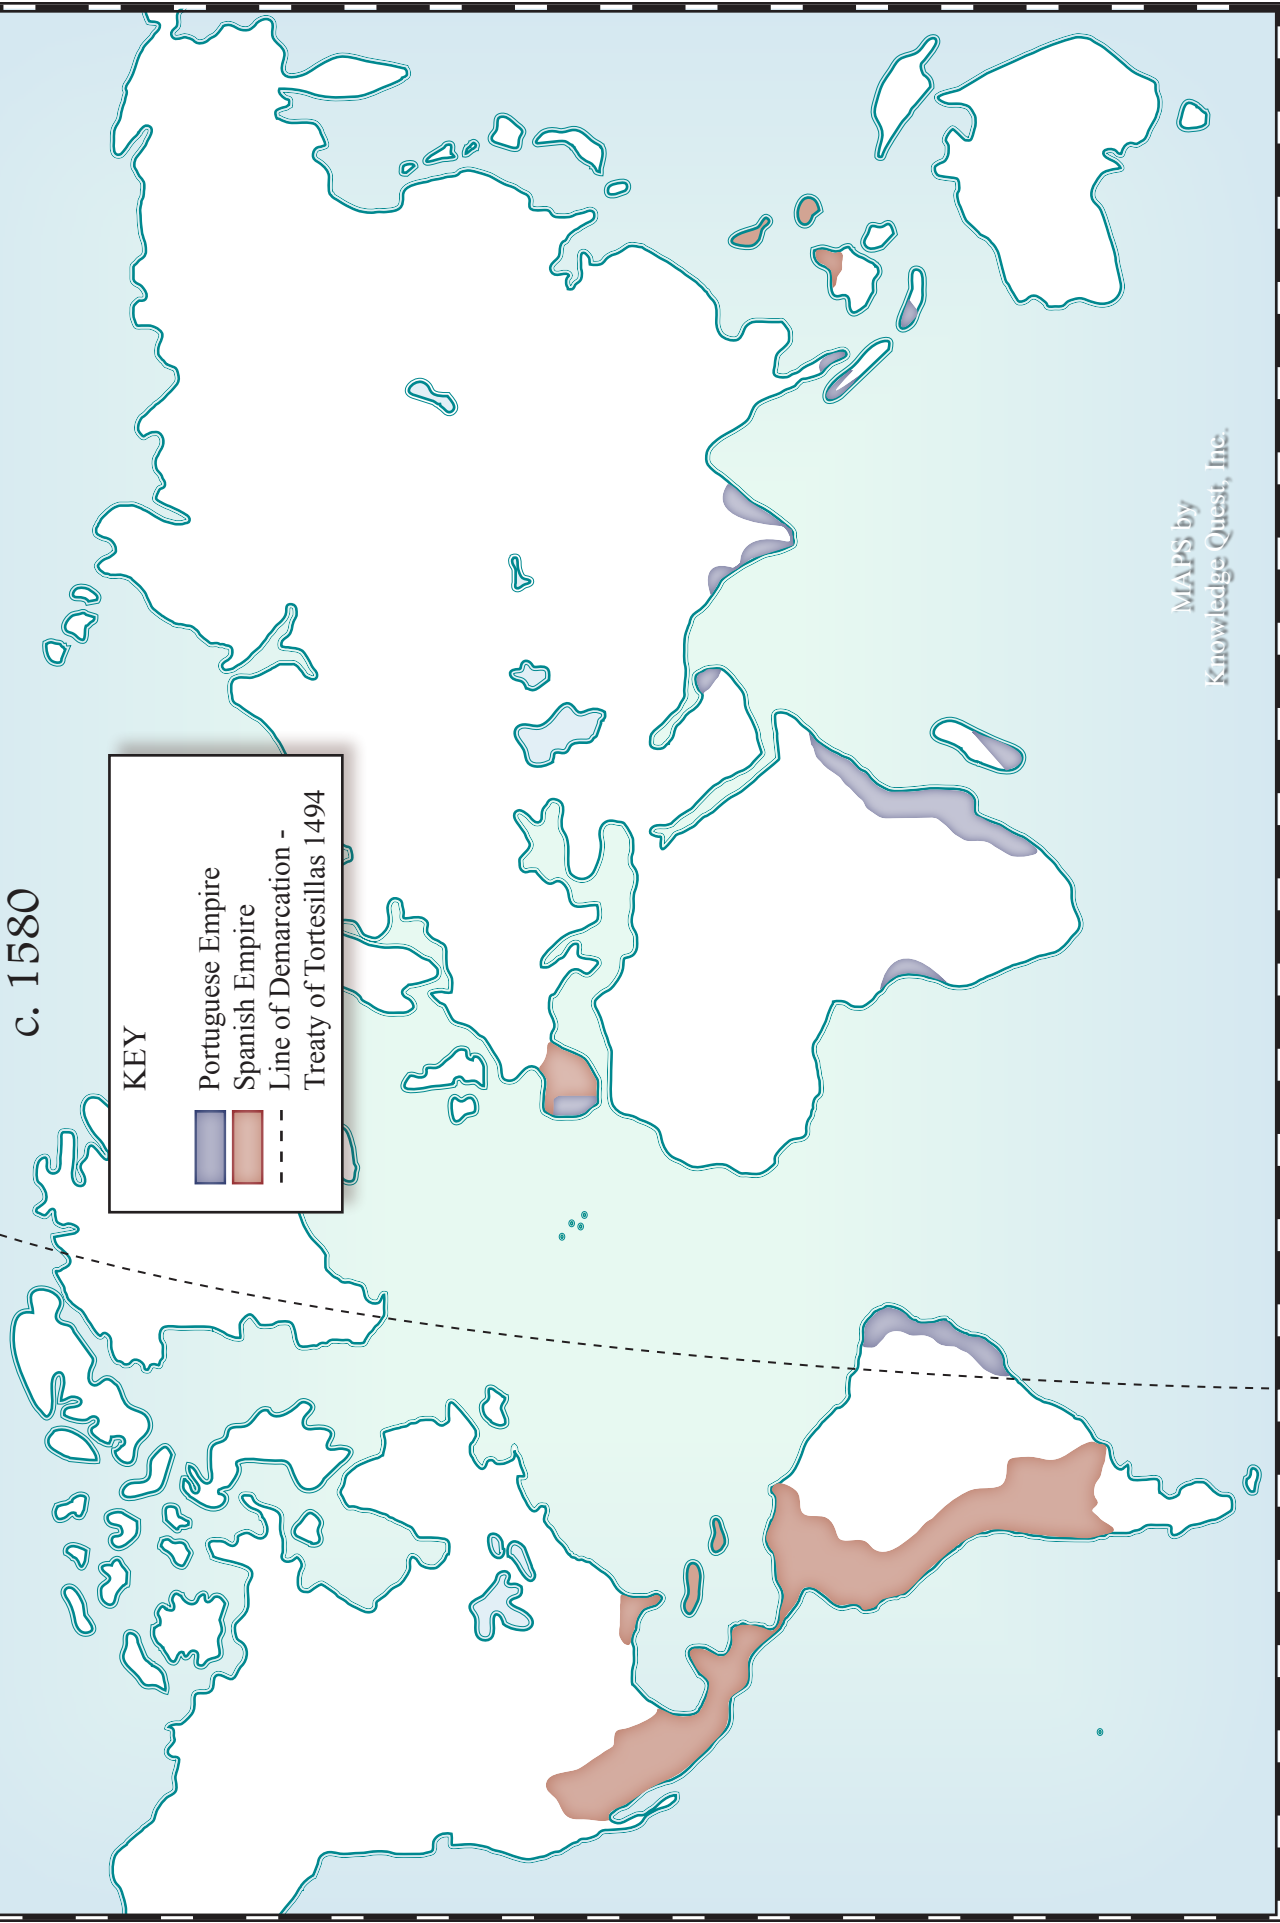 c. 1580
KEY
Portuguese Empire
Spanish Empire
Line of Demarcation -
Treaty of Tortesillas 1494
MAPS by
Knowledge Quest, Inc.